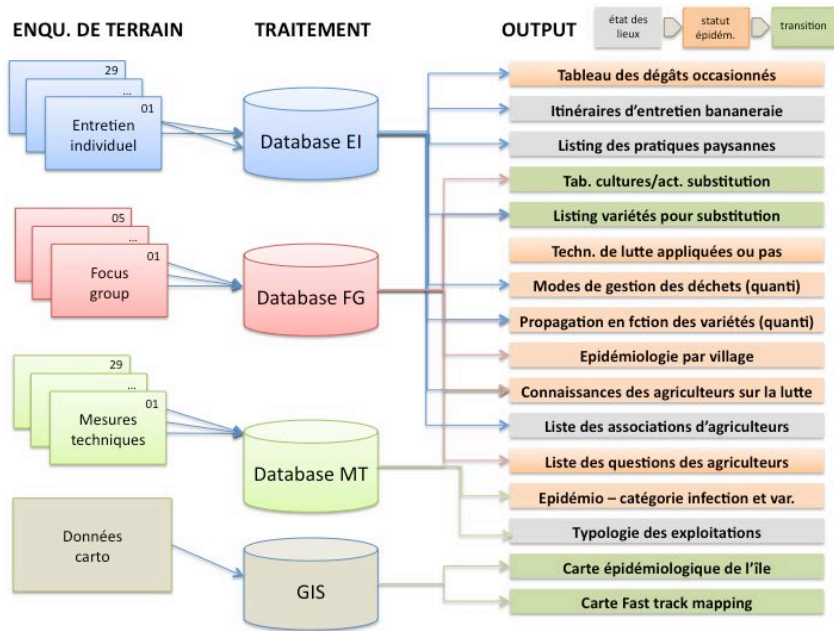 ENQU. DE TERRAIN
TRAITEMENT
OUTPUT
état des
lieux
statut
épidém.
transition
29
...
01
Entretien
individuel
Database EI
05
...
01
Focus
group
Database FG
29
...
01
Mesures
techniques
Database MT
Données
carto
GIS
Tableau des dégâts occasionnés
Itinéraires d'entretien bananeraie
Listing des pratiques paysannes
Tab. cultures/act. substitution
Listing variétés pour substitution
Techn. de lutte appliquées ou pas
Modes de gestion des déchets (quanti)
Propagation en fction des variétés (quanti)
Epidémiologie par village
Connaissances des agriculteurs sur la lutte
Liste des associations d'agriculteurs
Liste des questions des agriculteurs
Epidémio – catégorie infection et var.
Typologie des exploitations
Carte épidémiologique de l'île
Carte Fast track mapping